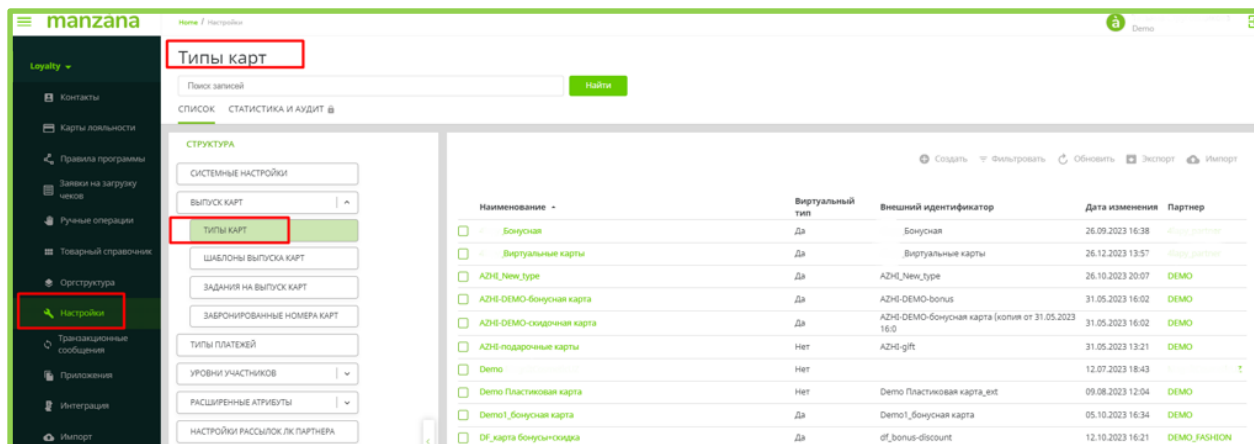 manzana
Home / Настройки
Demo
Типы карт
Loyalty
Поиск записей
Найти
СПИСОК СТАТИСТИКА И АУДИТ
Контакты
Карты лояльности
Правила программы
Заявки на загрузку
чеков
Ручные операции
Товарный справочник
Оргструктура
Настройки
Транзакционные
сообщения
Приложения
Интеграция
Импорт
СТРУКТУРА
СИСТЕМНЫЕ НАСТРОЙКИ
ВЫПУСК КАРТ
ТИПЫ КАРТ
ШАБЛОНЫ ВЫПУСКА КАРТ
ЗАДАНИЯ НА ВЫПУСК КАРТ
ЗАБРОНИРОВАННЫЕ НОМЕРА КАРТ
ТИПЫ ПЛАТЕЖЕЙ
УРОВНИ УЧАСТНИКОВ
РАСШИРЕННЫЕ АТРИБУТЫ
НАСТРОЙКИ РАССЫЛОК ЛК ПАРТНЕРА
Создать Фильтровать Обновить Экспорт Импорт
Наименование Виртуальный тип Внешний идентификатор Дата изменения Партнер
_Бонусная Да _Бонусная 26.09.2023 16:38
_Виртуальные карты Да _Виртуальные карты 26.12.2023 13:57
AZHI_New_type Да AZHI_New_type 26.10.2023 20:07 DEMO
AZHI-DEMO-бонусная карта Да AZHI-DEMO-bonus 31.05.2023 16:02 DEMO
AZHI-DEMO-скидочная карта Да AZHI-DEMO-бонусная карта (копия от 31.05.2023 16:0 31.05.2023 16:02 DEMO
AZHI-подарочные карты Нет AZHI-gift 31.05.2023 13:21 DEMO
Demo Нет 12.07.2023 18:43
Demo Пластиковая карта Нет Demo Пластиковая карта_ext 09.08.2023 12:04 DEMO
Demo1_бонусная карта Да Demo1_бонусная карта 05.10.2023 16:34 DEMO
DF_карта бонусы+скидка Да df_bonus-discount 12.10.2023 16:21 DEMO_FASHION